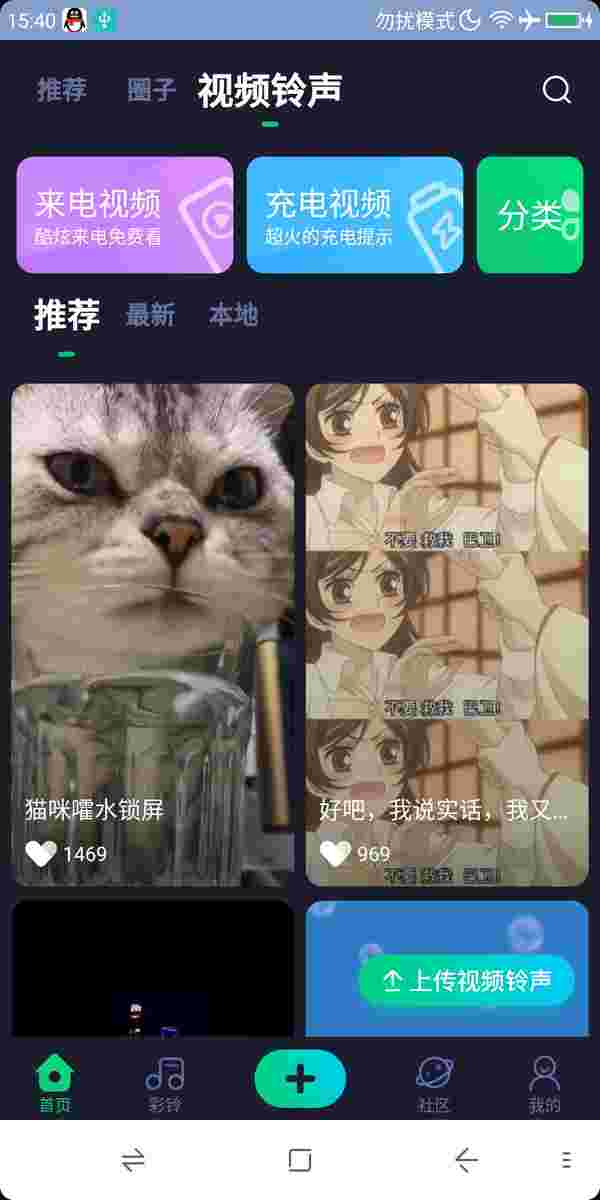 15:40 勿扰模式
推荐 圈子 视频铃声
来电视频
酷炫来电免费看
充电视频
超火的充电提示
分类
推荐 最新 本地
猫咪嚯水锁屏
1469
好吧，我说实话，我又...
969
上传视频铃声
首页
彩铃
社区
我的